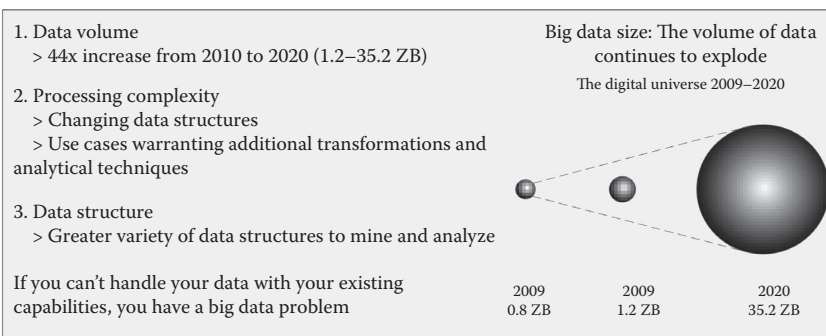 1. Data volume
> 44x increase from 2010 to 2020 (1.2–35.2 ZB)
2. Processing complexity
> Changing data structures
> Use cases warranting additional transformations and
analytical techniques
3. Data structure
> Greater variety of data structures to mine and analyze
If you can’t handle your data with your existing
capabilities, you have a big data problem
Big data size: The volume of data
continues to explode
The digital universe 2009–2020
2009 2009 2020
0.8 ZB 1.2 ZB 35.2 ZB